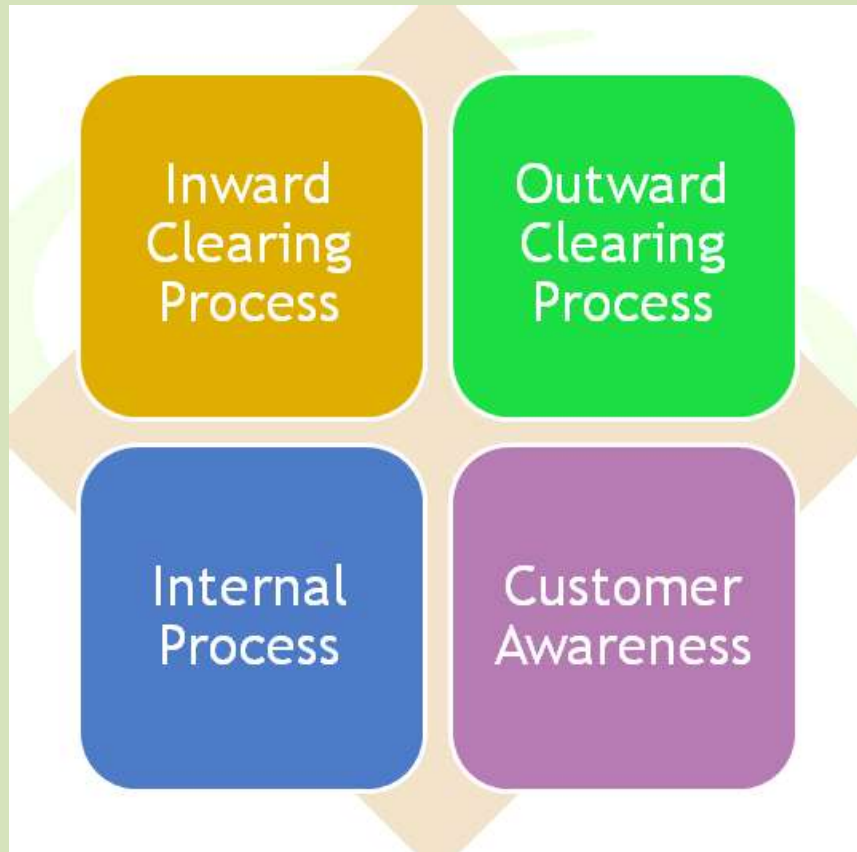 Inward
Clearing
Process
Outward
Clearing
Process
Internal
Process
Customer
Awareness